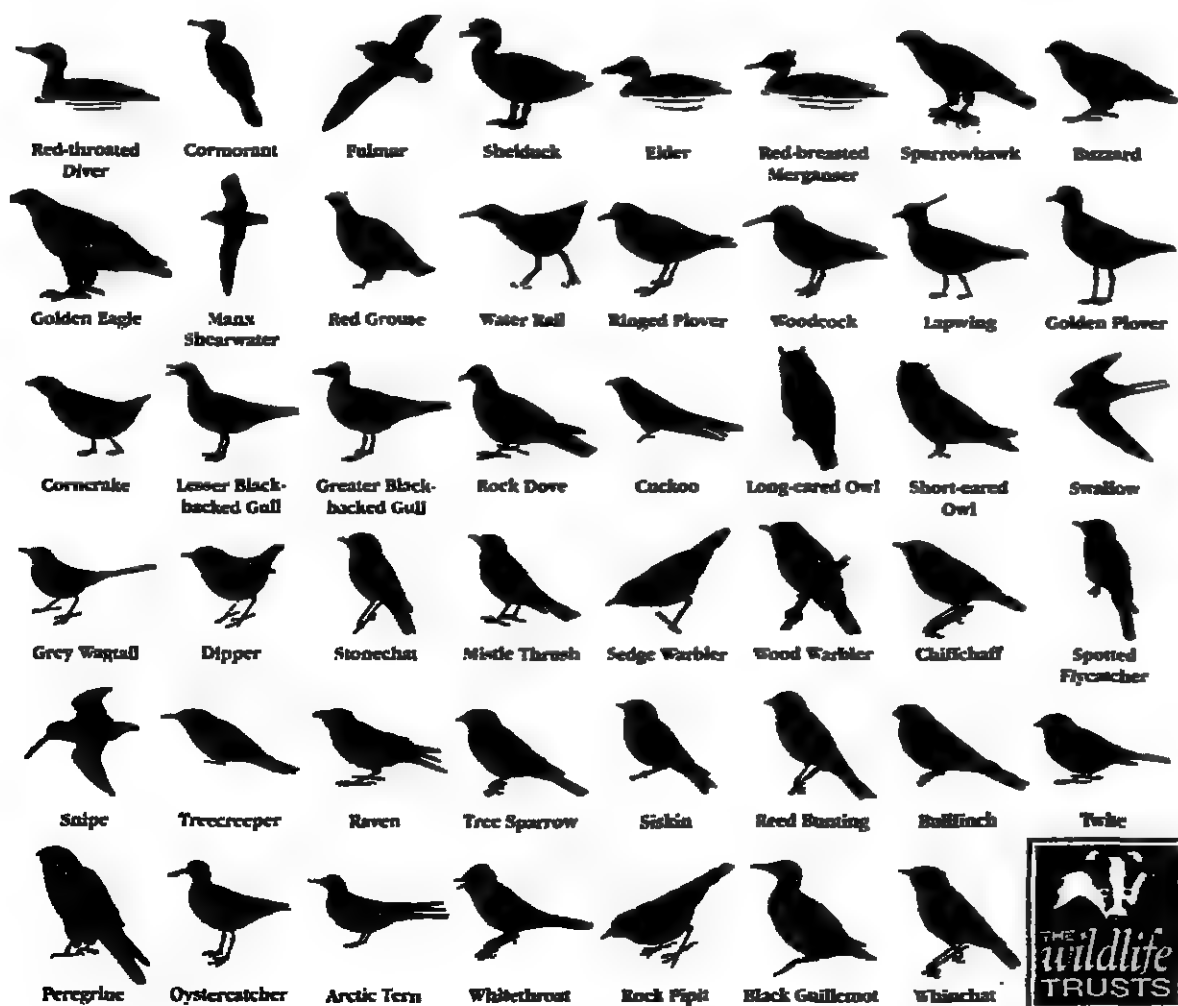 Red-throated
Diver
Cormorant
Fulmar
Shelduck
Eider
Red-breasted
Merganser
Sparrowhawk
Buzzard
Golden Eagle
Manx
Shearwater
Red Grouse
Water Rail
Ringed Plover
Woodcock
Lapwing
Golden Plover
Corncrake
Lesser Black-
backed Gull
Greater Black-
backed Gull
Rock Dove
Cuckoo
Long-eared Owl
Short-eared
Owl
Swallow
Grey Wagtail
Dipper
Stonechat
Mistle Thrush
Sedge Warbler
Wood Warbler
Chiffchaff
Spotted
Flycatcher
Snipe
Treecreeper
Raven
Tree Sparrow
Siskin
Reed Bunting
Bullfinch
Twite
Peregrine
Oystercatcher
Arctic Tern
Whitethroat
Rock Pipit
Black Guillemot
Whinchat
THE
wildlife
TRUSTS